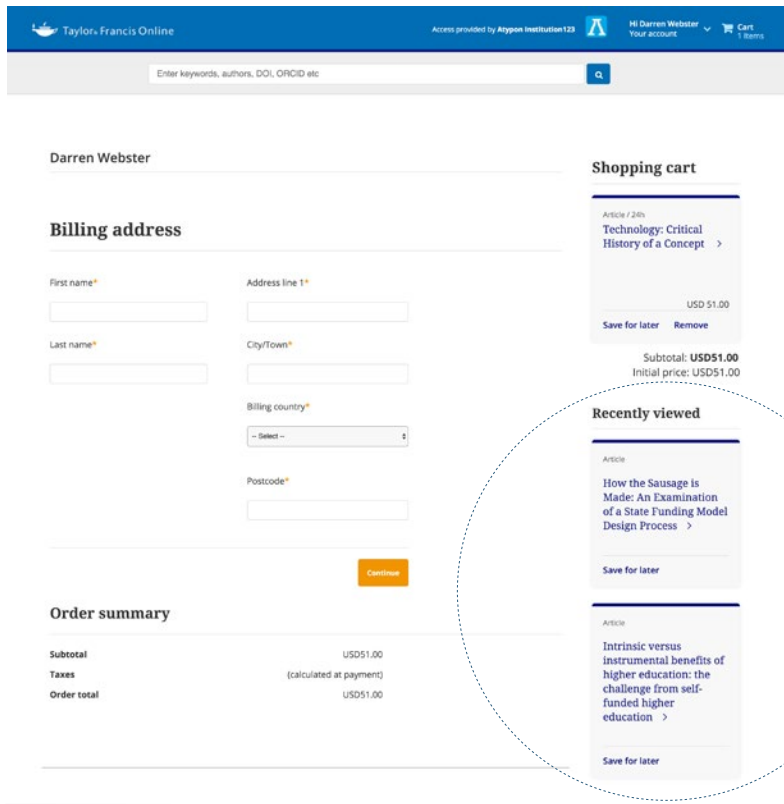 Taylor & Francis Online
Access provided by Atypon Institution123
Hi Darren Webster
Your account
Cart
1 Items
Enter keywords, authors, DOI, ORCID etc
Darren Webster
Billing address
First name*
Address line 1*
Last name*
City/Town*
Billing country*
-- Select --
Postcode*
Continue
Order summary
Subtotal USD51.00
Taxes (calculated at payment)
Order total USD51.00
Shopping cart
Article / 24h
Technology: Critical
History of a Concept >
USD 51.00
Save for later Remove
Subtotal: USD51.00
Initial price: USD51.00
Recently viewed
Article
How the Sausage is
Made: An Examination
of a State Funding Model
Design Process >
Save for later
Article
Intrinsic versus
instrumental benefits of
higher education: the
challenge from self-
funded higher
education >
Save for later